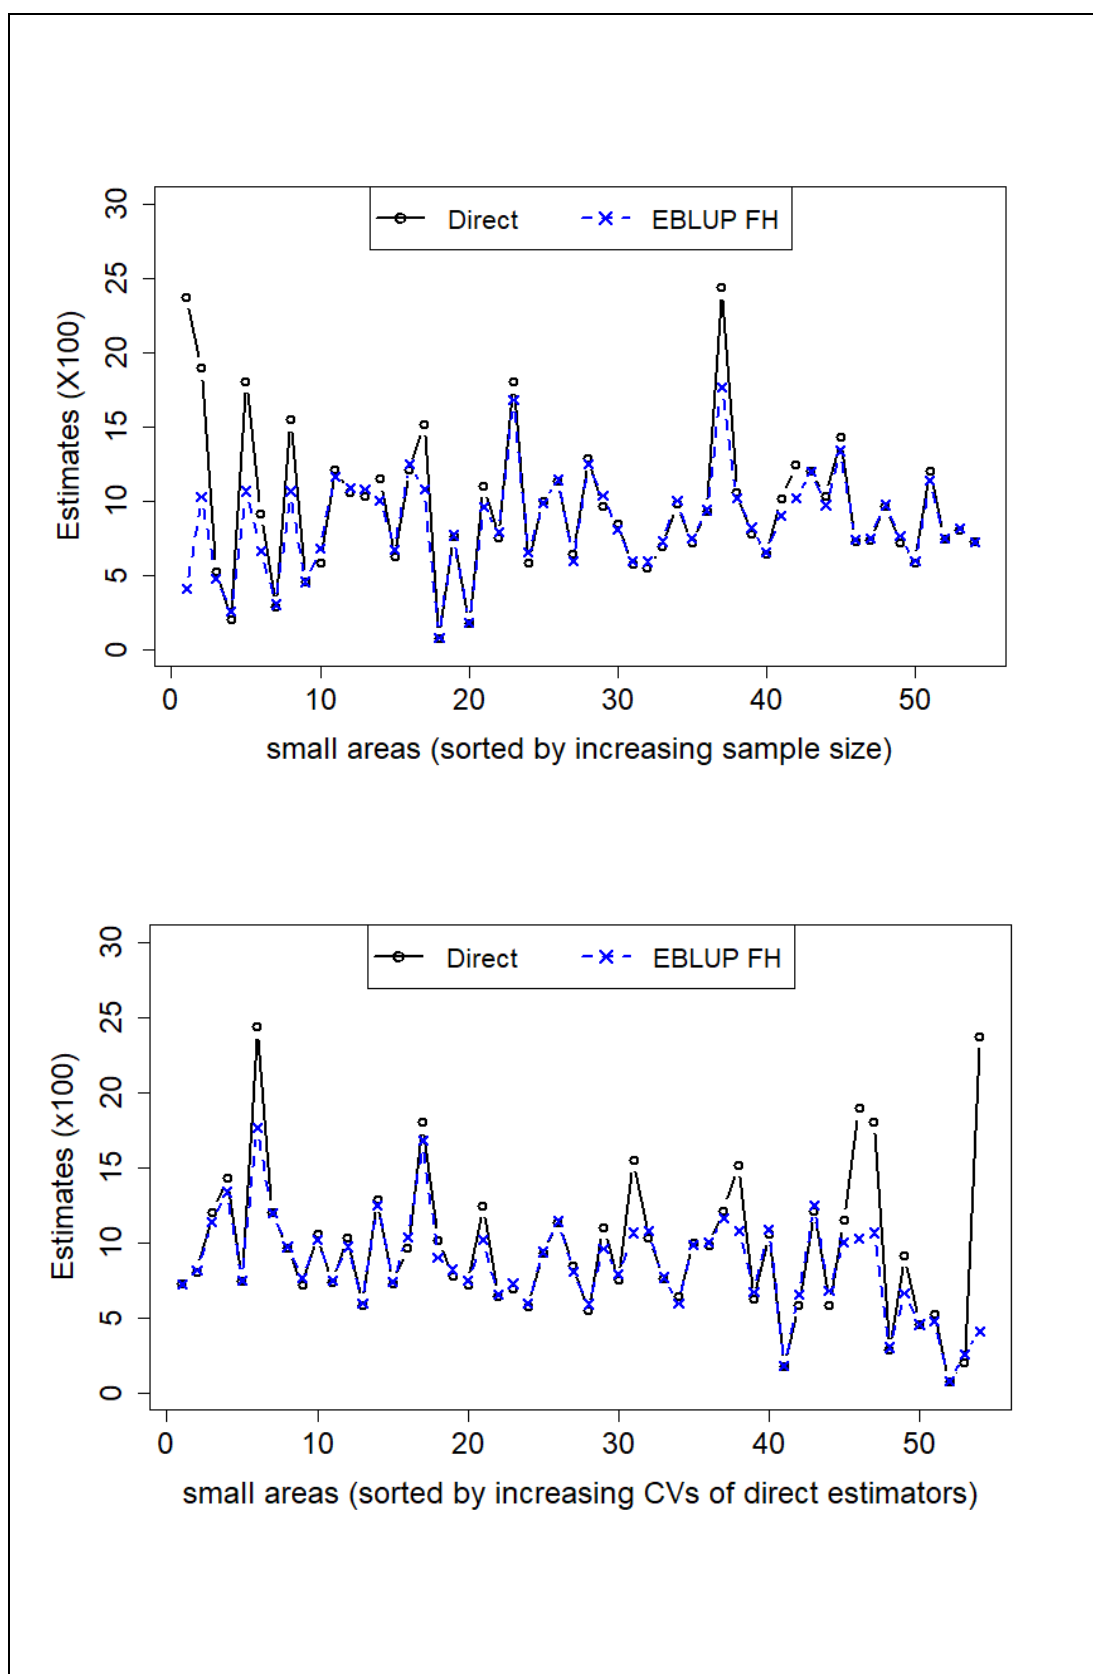 Direct EBLUP FH
Estimates (X100)
30
25
20
15
10
5
0
0 10 20 30 40 50
small areas (sorted by increasing sample size)
Direct EBLUP FH
Estimates (x100)
30
25
20
15
10
5
0
0 10 20 30 40 50
small areas (sorted by increasing CVs of direct estimators)